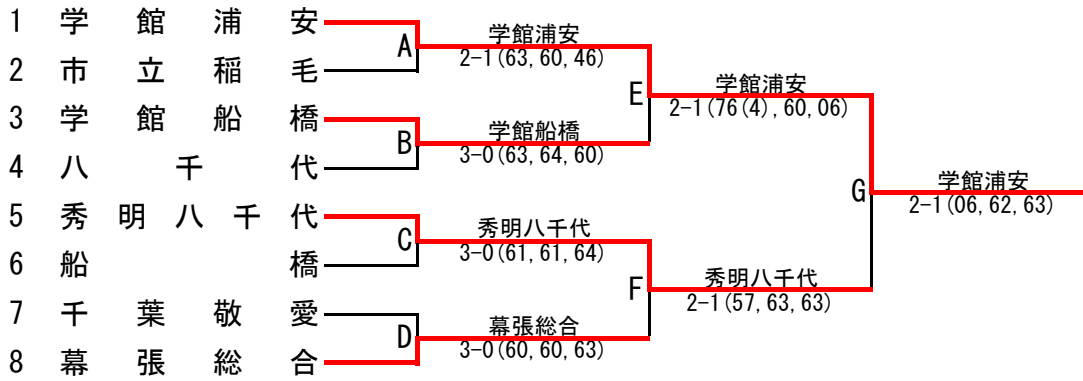 1 学館浦安
2 市立稲毛
3 学館船橋
4 八千代
5 秀明八千代
6 船橋
7 千葉敬愛
8 幕張総合
A
学館浦安
2-1(63, 60, 46)
B
学館船橋
3-0(63, 64, 60)
C
秀明八千代
3-0(61, 61, 64)
D
幕張総合
3-0(60, 60, 63)
E
学館浦安
2-1(76(4), 60, 06)
F
秀明八千代
2-1(57, 63, 63)
G
学館浦安
2-1(06, 62, 63)